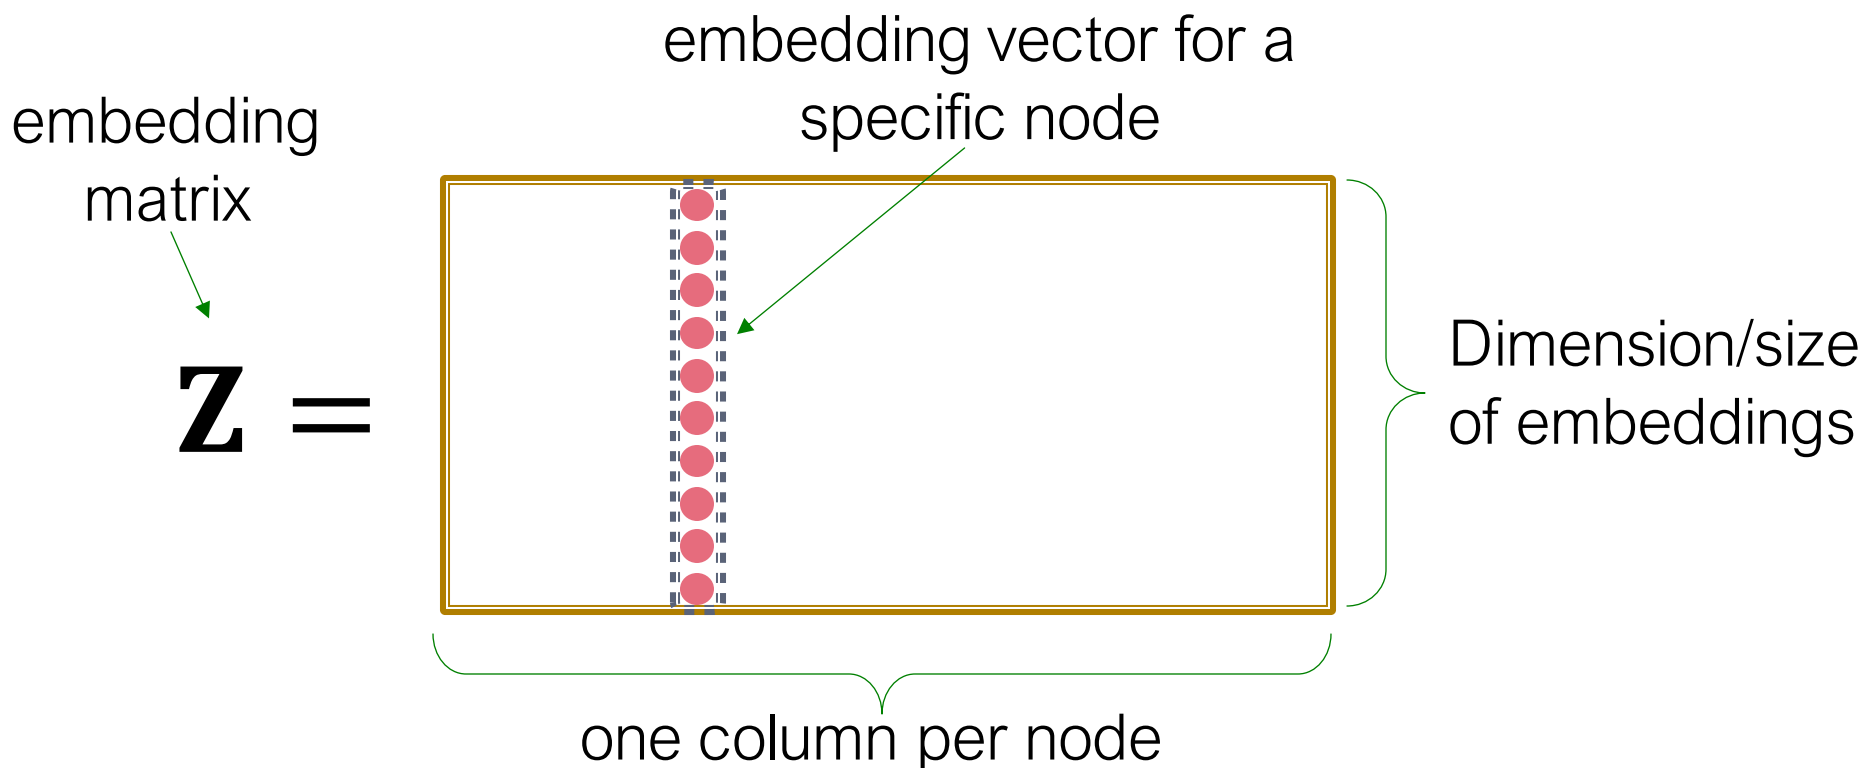 embedding vector for a
specific node
embedding
matrix
Z =
Dimension/size
of embeddings
one column per node